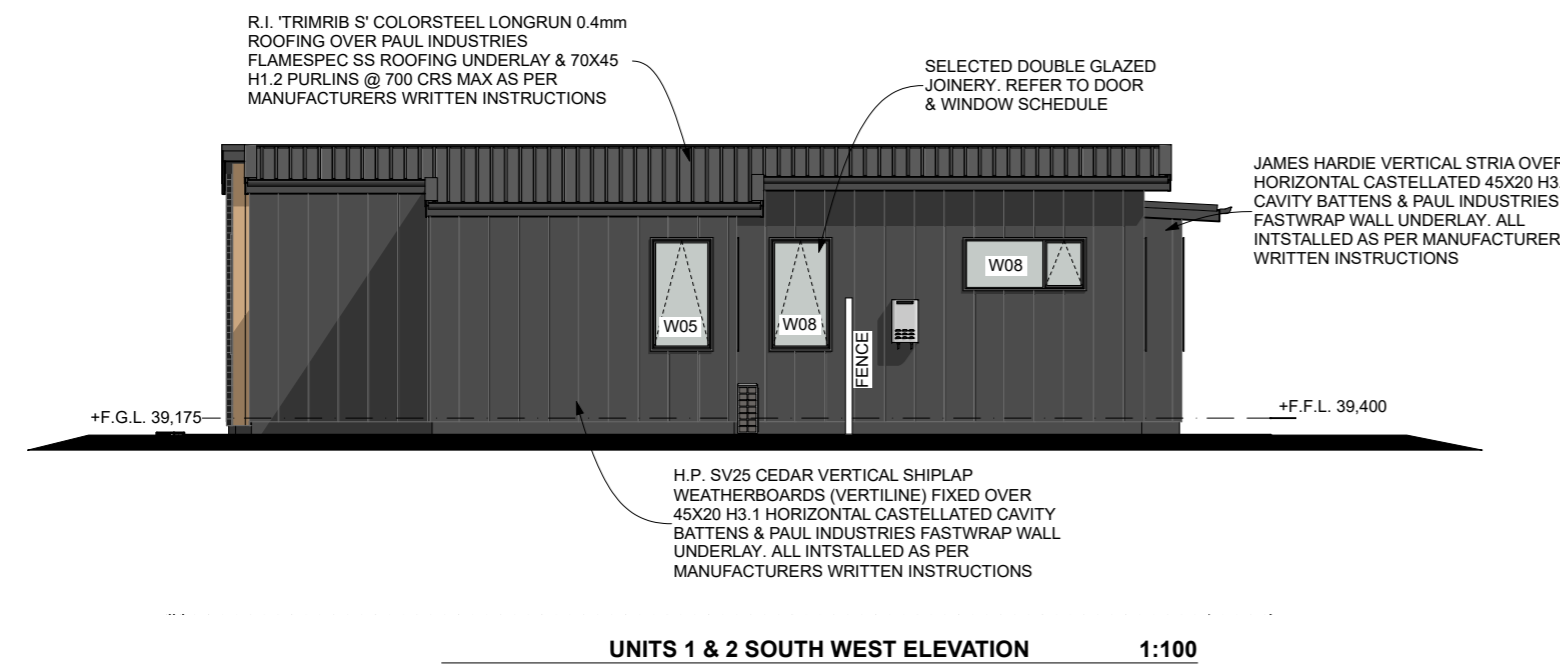 R.I. 'TRIMRIB S' COLORSTEEL LONGRUN 0.4mm
ROOFING OVER PAUL INDUSTRIES
FLAMESPEC SS ROOFING UNDERLAY & 70X45
H1.2 PURLINS @ 700 CRS MAX AS PER
MANUFACTURERS WRITTEN INSTRUCTIONS
SELECTED DOUBLE GLAZED
JOINERY. REFER TO DOOR
& WINDOW SCHEDULE
JAMES HARDIE VERTICAL STRIA OVER
HORIZONTAL CASTELLATED 45X20 H3.
CAVITY BATTENS & PAUL INDUSTRIES
FASTWRAP WALL UNDERLAY. ALL
INTSTALLED AS PER MANUFACTURER
WRITTEN INSTRUCTIONS
W08
W05
W08
FENCE
+F.G.L. 39,175
+F.F.L. 39,400
H.P. SV25 CEDAR VERTICAL SHIPLAP
WEATHERBOARDS (VERTILINE) FIXED OVER
45X20 H3.1 HORIZONTAL CASTELLATED CAVITY
BATTENS & PAUL INDUSTRIES FASTWRAP WALL
UNDERLAY. ALL INTSTALLED AS PER
MANUFACTURERS WRITTEN INSTRUCTIONS
UNITS 1 & 2 SOUTH WEST ELEVATION 1:100